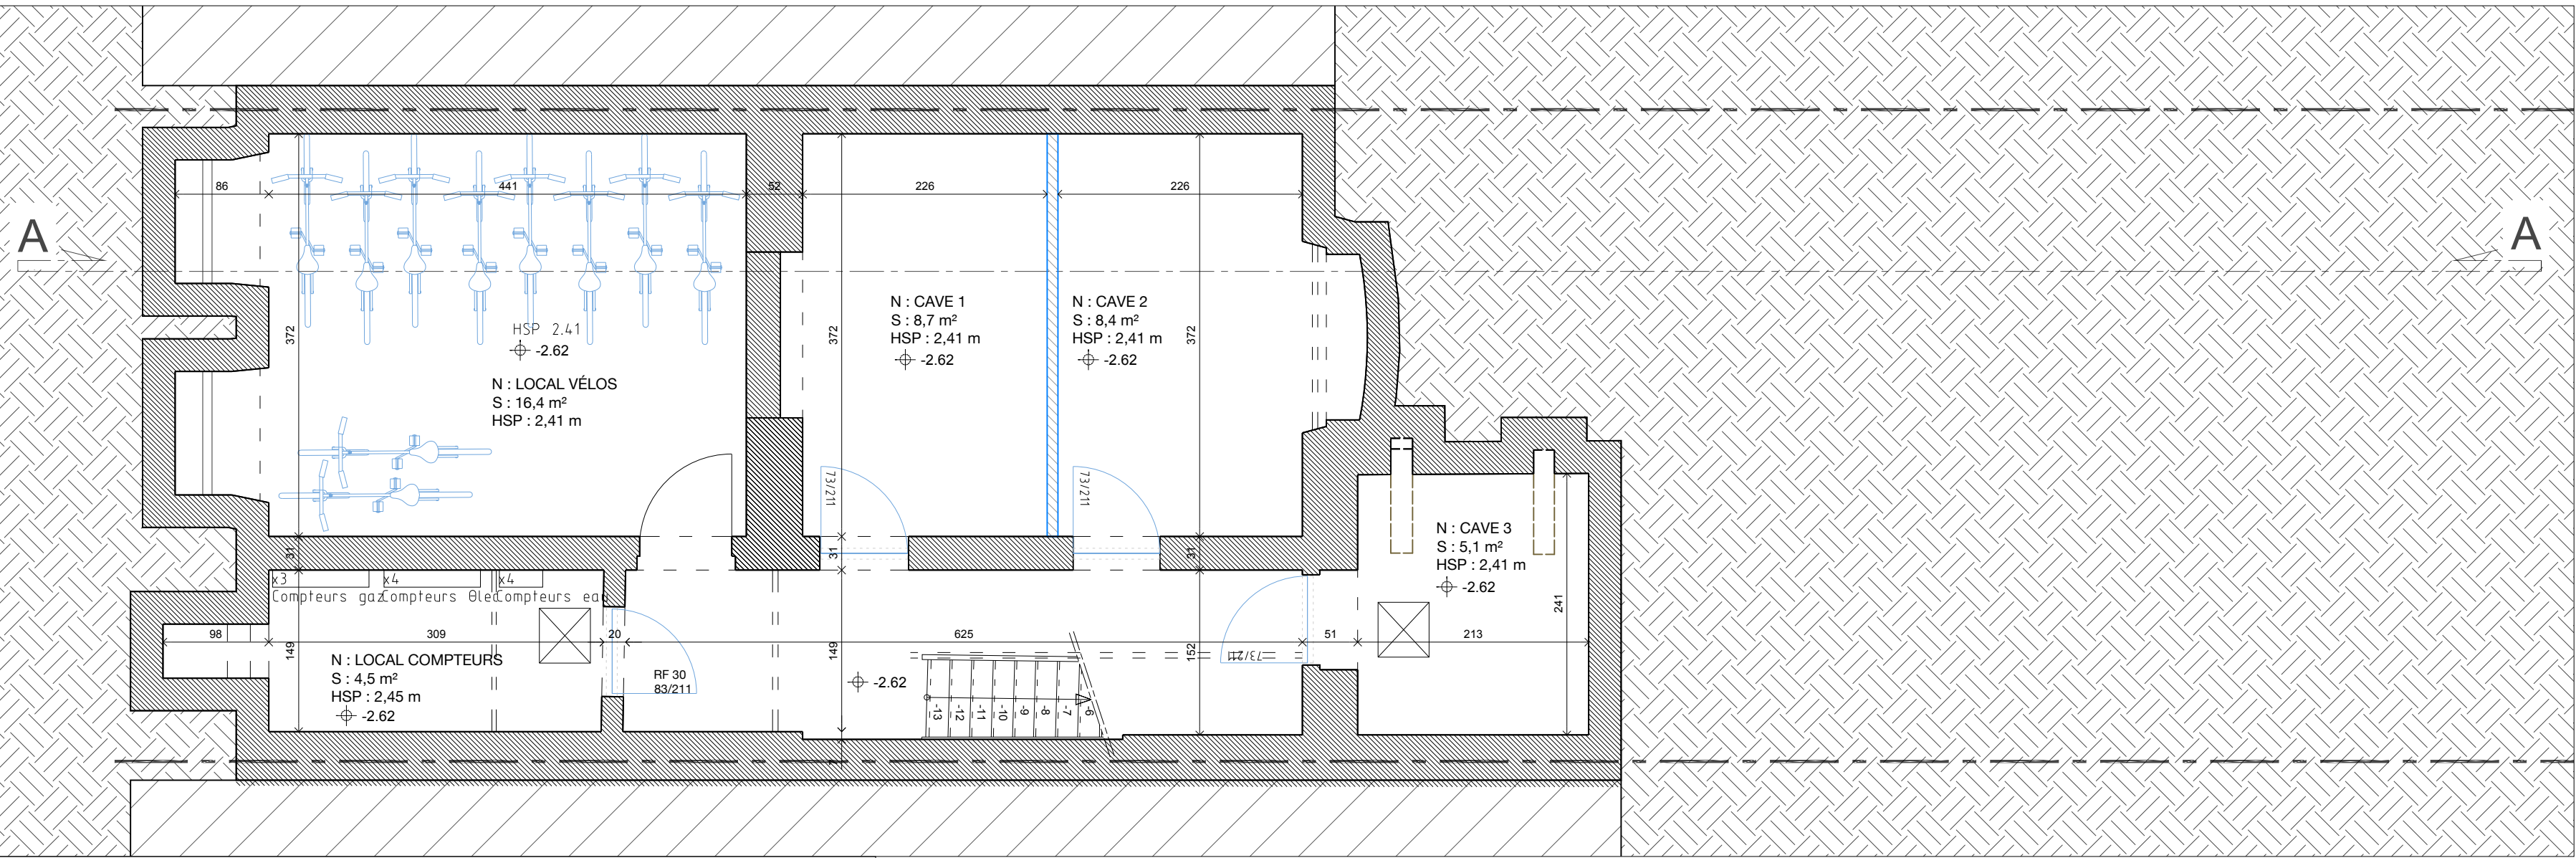 A
A
86
441
52
226
226
372
HSP 2.41
-2.62
N : LOCAL VÉLOS
S : 16,4 m²
HSP : 2,41 m
372
N : CAVE 1
S : 8,7 m²
HSP : 2,41 m
-2.62
N : CAVE 2
S : 8,4 m²
HSP : 2,41 m
-2.62
372
73/211
73/211
31
31
31
N : CAVE 3
S : 5,1 m²
HSP : 2,41 m
-2.62
241
x3
x4
x4
Compteurs gaz
Compteurs Θlec
Compteurs eau
98
309
20
625
51
213
149
149
152
73/211
N : LOCAL COMPTEURS
S : 4,5 m²
HSP : 2,45 m
-2.62
RF 30
83/211
-2.62
-13
-12
-11
-10
-9
-8
-7
-6